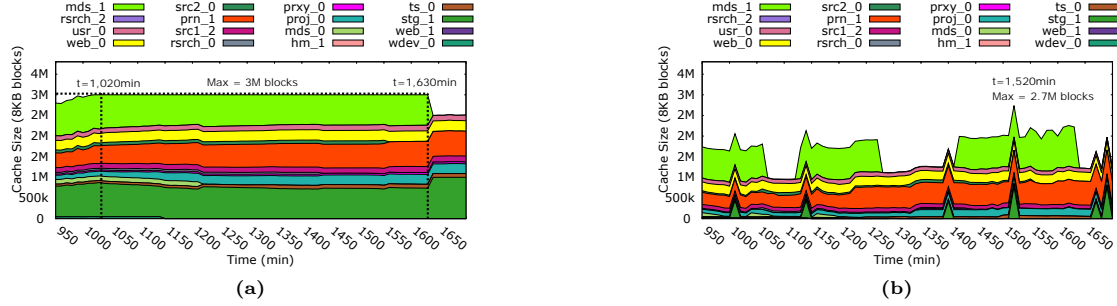 mds_1 src2_0 prxy_0 ts_0
rsrch_2 prn_1 proj_0 stg_1
usr_0 src1_2 mds_0 web_1
web_0 rsrch_0 hm_1 wdev_0
Cache Size (8KB blocks)
4M
3M
2M
2M
1M
500k
0
t=1,020min
Max = 3M blocks
t=1,630min
950 1000 1050 1100 1150 1200 1250 1300 1350 1400 1450 1500 1550 1600 1650
Time (min)
(a)
mds_1 src2_0 prxy_0 ts_0
rsrch_2 prn_1 proj_0 stg_1
usr_0 src1_2 mds_0 web_1
web_0 rsrch_0 hm_1 wdev_0
Cache Size (8KB blocks)
4M
3M
2M
2M
1M
500k
0
t=1,520min
Max = 2.7M blocks
950 1000 1050 1100 1150 1200 1250 1300 1350 1400 1450 1500 1550 1600 1650
Time (min)
(b)